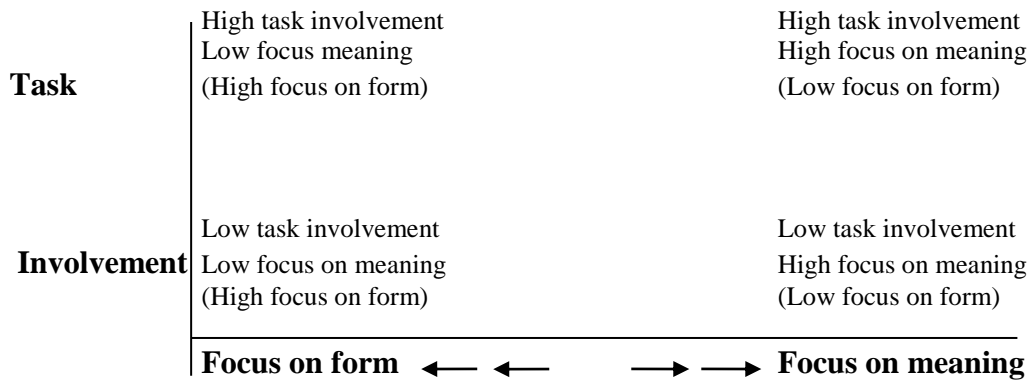 High task involvement High task involvement
Low focus meaning High focus on meaning
Task (High focus on form) (Low focus on form)
Low task involvement Low task involvement
Involvement Low focus on meaning High focus on meaning
(High focus on form) (Low focus on form)
Focus on form Focus on meaning